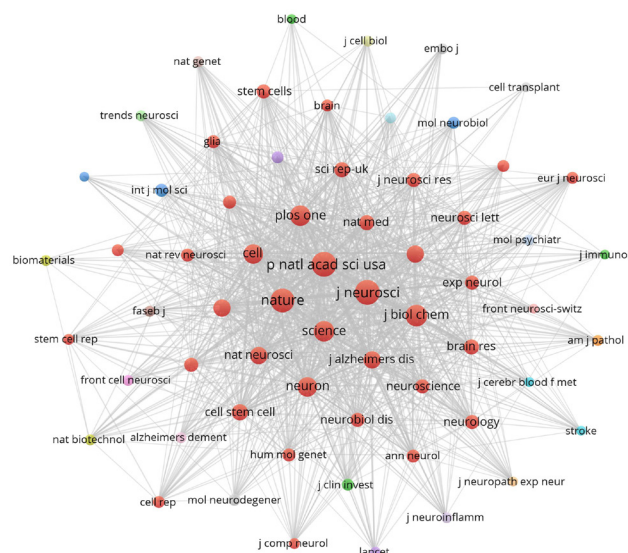 blood
j cell biol
embo j
nat genet
cell transplant
stem cells
brain
trends neurosci
mol neurobiol
glia
sci rep-uk
j neurosci res
eur j neurosci
int j mol sci
plos one
nat med
neurosci lett
mol psychiatr
nat rev neurosci
cell
p natl acad sci usa
j immuno
biomaterials
exp neurol
nature
j neurosci
faseb j
j biol chem
front neurosci-switz
science
stem cell rep
nat neurosci
j alzheimers dis
brain res
am j pathol
front cell neurosci
neuron
neuroscience
j cerebr blood f met
cell stem cell
neurobiol dis
neurology
stroke
nat biotechnol
alzheimers dement
hum mol genet
ann neurol
j clin invest
j neuropath exp neur
cell rep
mol neurodegener
j neuroinflamm
j comp neurol
lancet